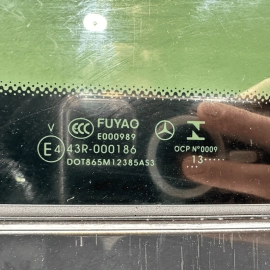 FUYAO
E000989
V
E4 43R-000186
DOT865M12385AS3
OCP Nº0009
13......